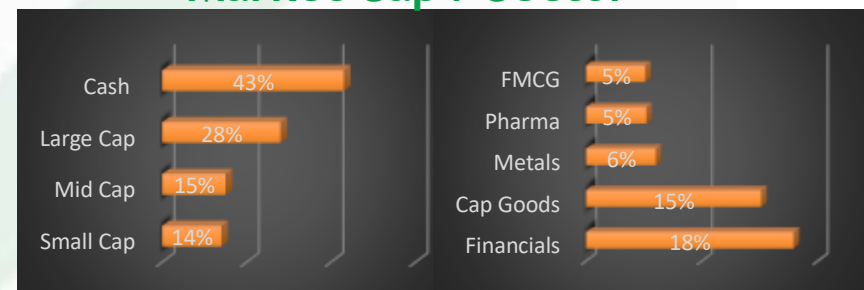 Cash 43%
Large Cap 28%
Mid Cap 15%
Small Cap 14%
FMCG 5%
Pharma 5%
Metals 6%
Cap Goods 15%
Financials 18%